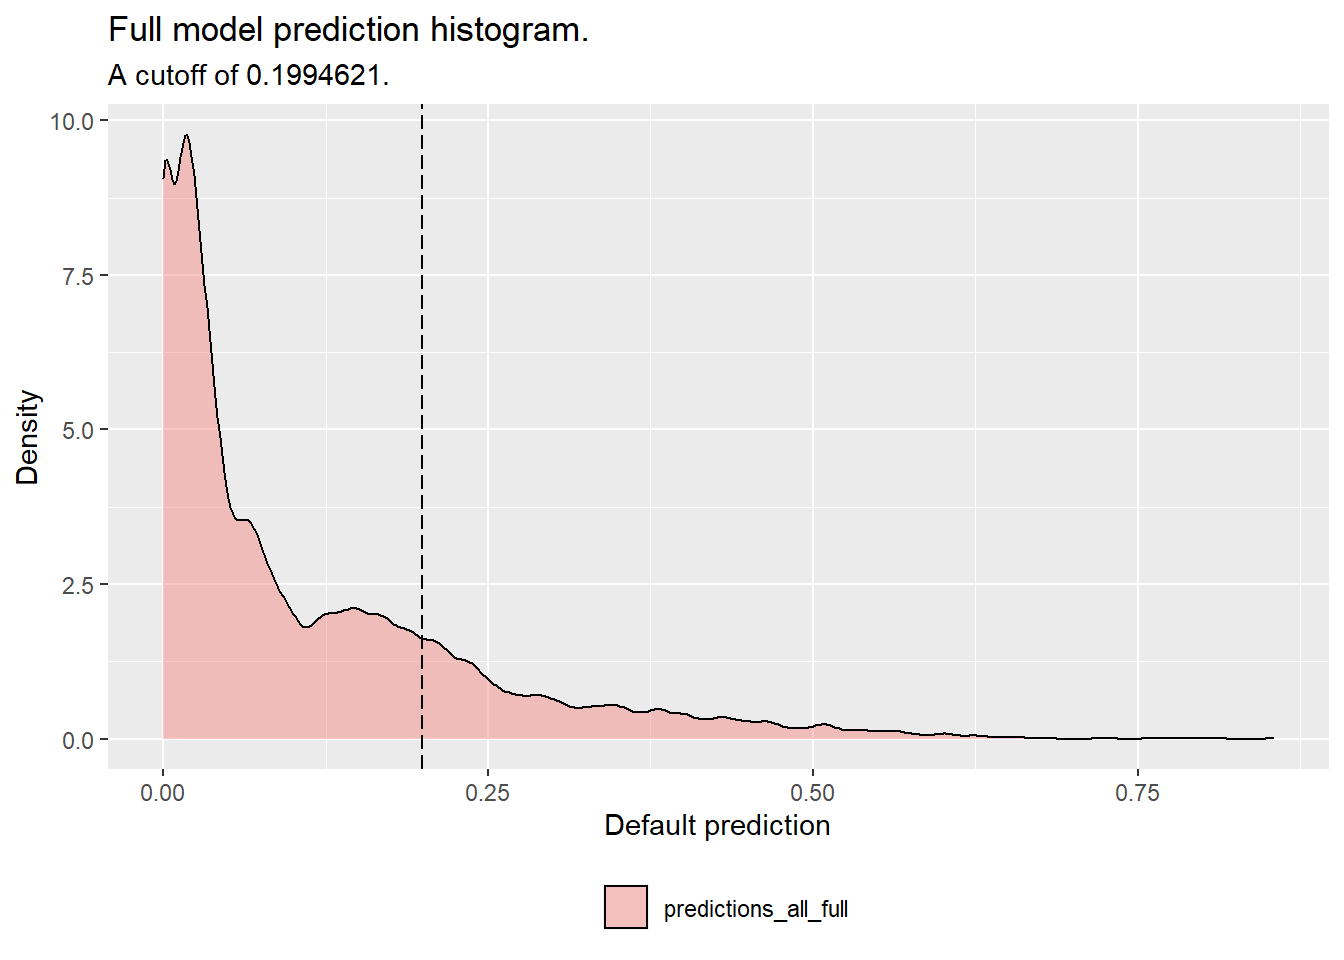 Full model prediction histogram.
A cutoff of 0.1994621.
10.0
7.5
5.0
2.5
0.0
Density
0.00 0.25 0.50 0.75
Default prediction
predictions_all_full